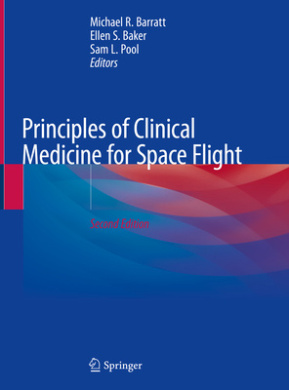 Michael R. Barratt
Ellen S. Baker
Sam L. Pool
Editors
Principles of Clinical
Medicine for Space Flight
Second Edition
Springer